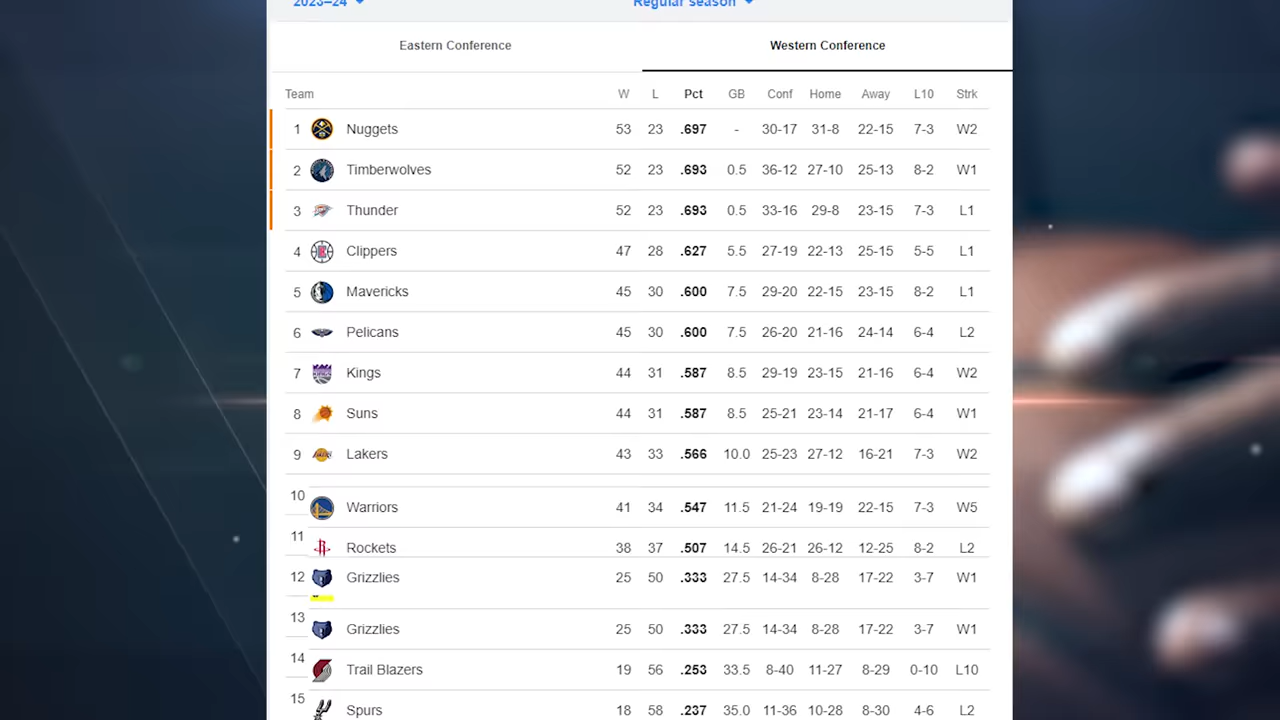 2023–24 Regular season
Eastern Conference Western Conference
Team W L Pct GB Conf Home Away L10 Strk
1 Nuggets 53 23 .697 - 30-17 31-8 22-15 7-3 W2
2 Timberwolves 52 23 .693 0.5 36-12 27-10 25-13 8-2 W1
3 Thunder 52 23 .693 0.5 33-16 29-8 23-15 7-3 L1
4 Clippers 47 28 .627 5.5 27-19 22-13 25-15 5-5 L1
5 Mavericks 45 30 .600 7.5 29-20 22-15 23-15 8-2 L1
6 Pelicans 45 30 .600 7.5 26-20 21-16 24-14 6-4 L2
7 Kings 44 31 .587 8.5 29-19 23-15 21-16 6-4 W2
8 Suns 44 31 .587 8.5 25-21 23-14 21-17 6-4 W1
9 Lakers 43 33 .566 10.0 25-23 27-12 16-21 7-3 W2
10 Warriors 41 34 .547 11.5 21-24 19-19 22-15 7-3 W5
11 Rockets 38 37 .507 14.5 26-21 26-12 12-25 8-2 L2
12 Grizzlies 25 50 .333 27.5 14-34 8-28 17-22 3-7 W1
13 Grizzlies 25 50 .333 27.5 14-34 8-28 17-22 3-7 W1
14 Trail Blazers 19 56 .253 33.5 8-40 11-27 8-29 0-10 L10
15 Spurs 18 58 .237 35.0 11-36 10-28 8-30 4-6 L2